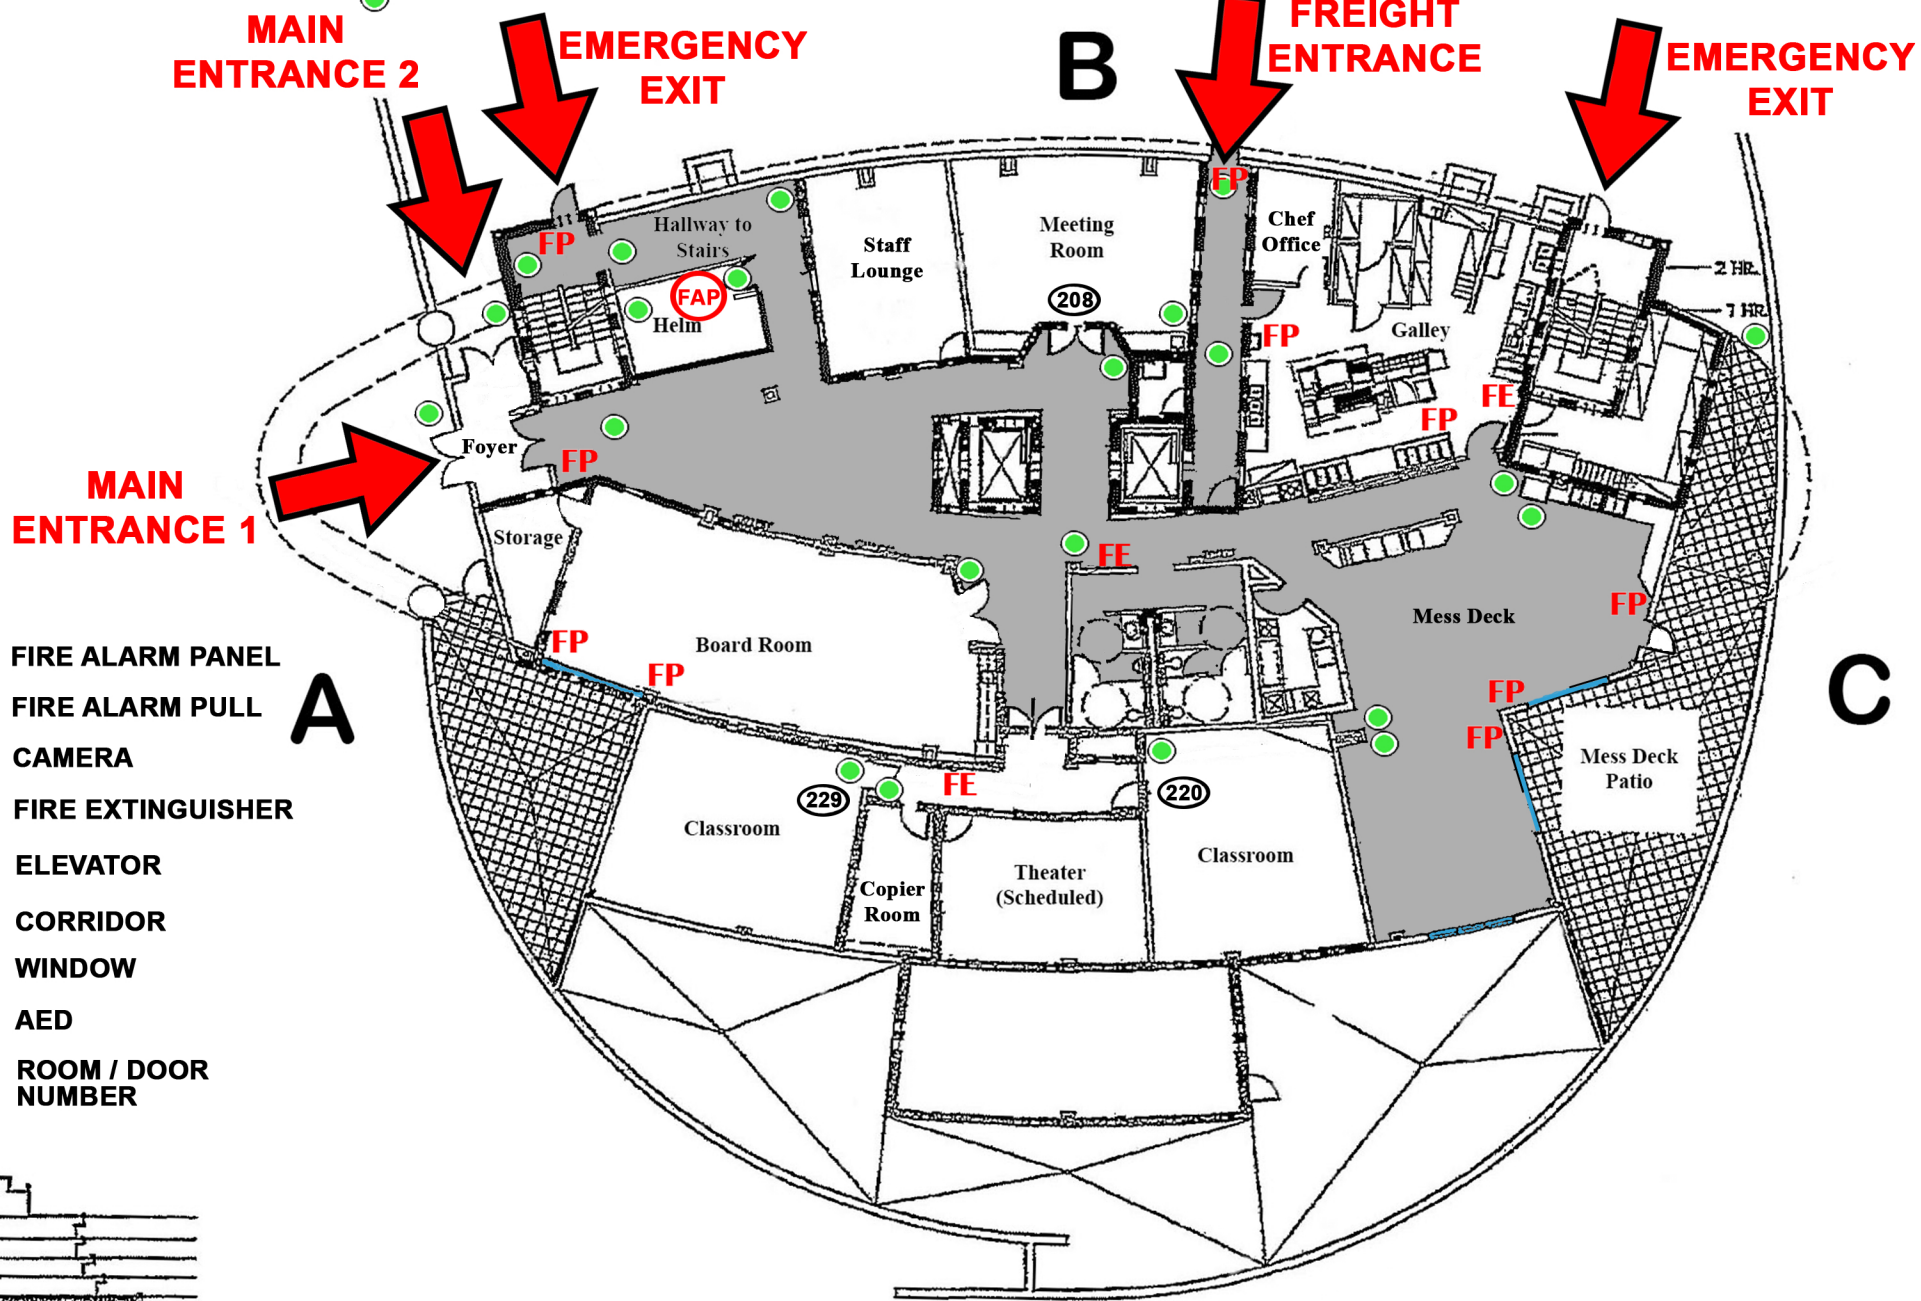 MAIN
ENTRANCE 2
EMERGENCY
EXIT
B
FREIGHT
ENTRANCE
EMERGENCY
EXIT
FP
Hallway to
Stairs
FAP
Helm
Staff
Lounge
Meeting
Room
208
FP
Chef
Office
FP
Galley
FE
FP
2 HR.
1 HR.
Foyer
FP
MAIN
ENTRANCE 1
Storage
FE
Board Room
FP
FP
Mess Deck
FP
FP
FP
Mess Deck
Patio
A
C
FIRE ALARM PANEL
FIRE ALARM PULL
CAMERA
FIRE EXTINGUISHER
ELEVATOR
CORRIDOR
WINDOW
AED
ROOM / DOOR
NUMBER
229
FE
220
Classroom
Copier
Room
Theater
(Scheduled)
Classroom